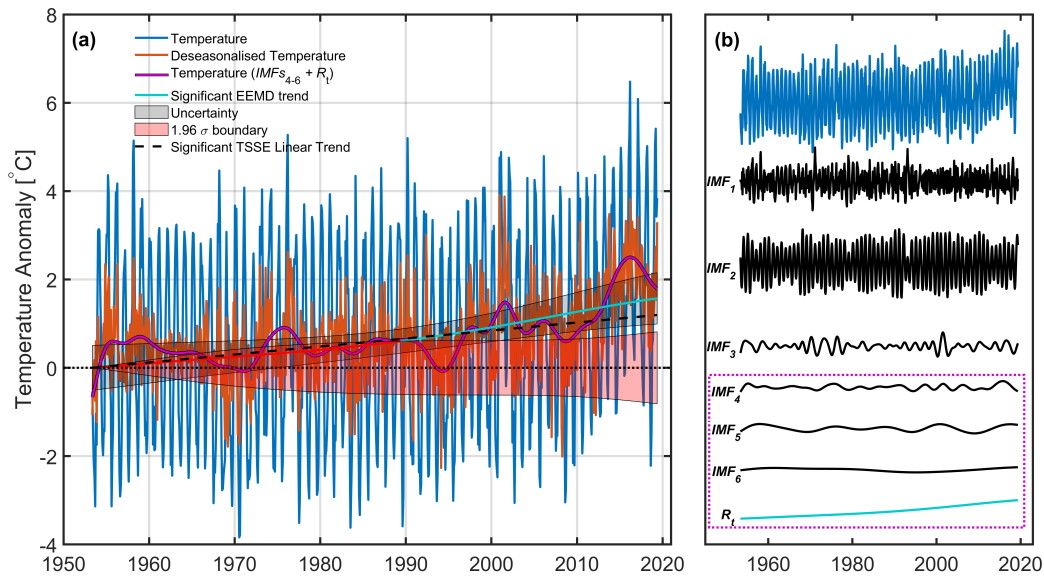 (a)
Temperature
Deseasonalised Temperature
Temperature (IMFs4-6 + Rt)
Significant EEMD trend
Uncertainty
1.96 σ boundary
Significant TSSE Linear Trend
Temperature Anomaly [°C]
8
6
4
2
0
-2
-4
1950
1960
1970
1980
1990
2000
2010
2020
(b)
IMF1
IMF2
IMF3
IMF4
IMF5
IMF6
Rt
1960
1980
2000
2020